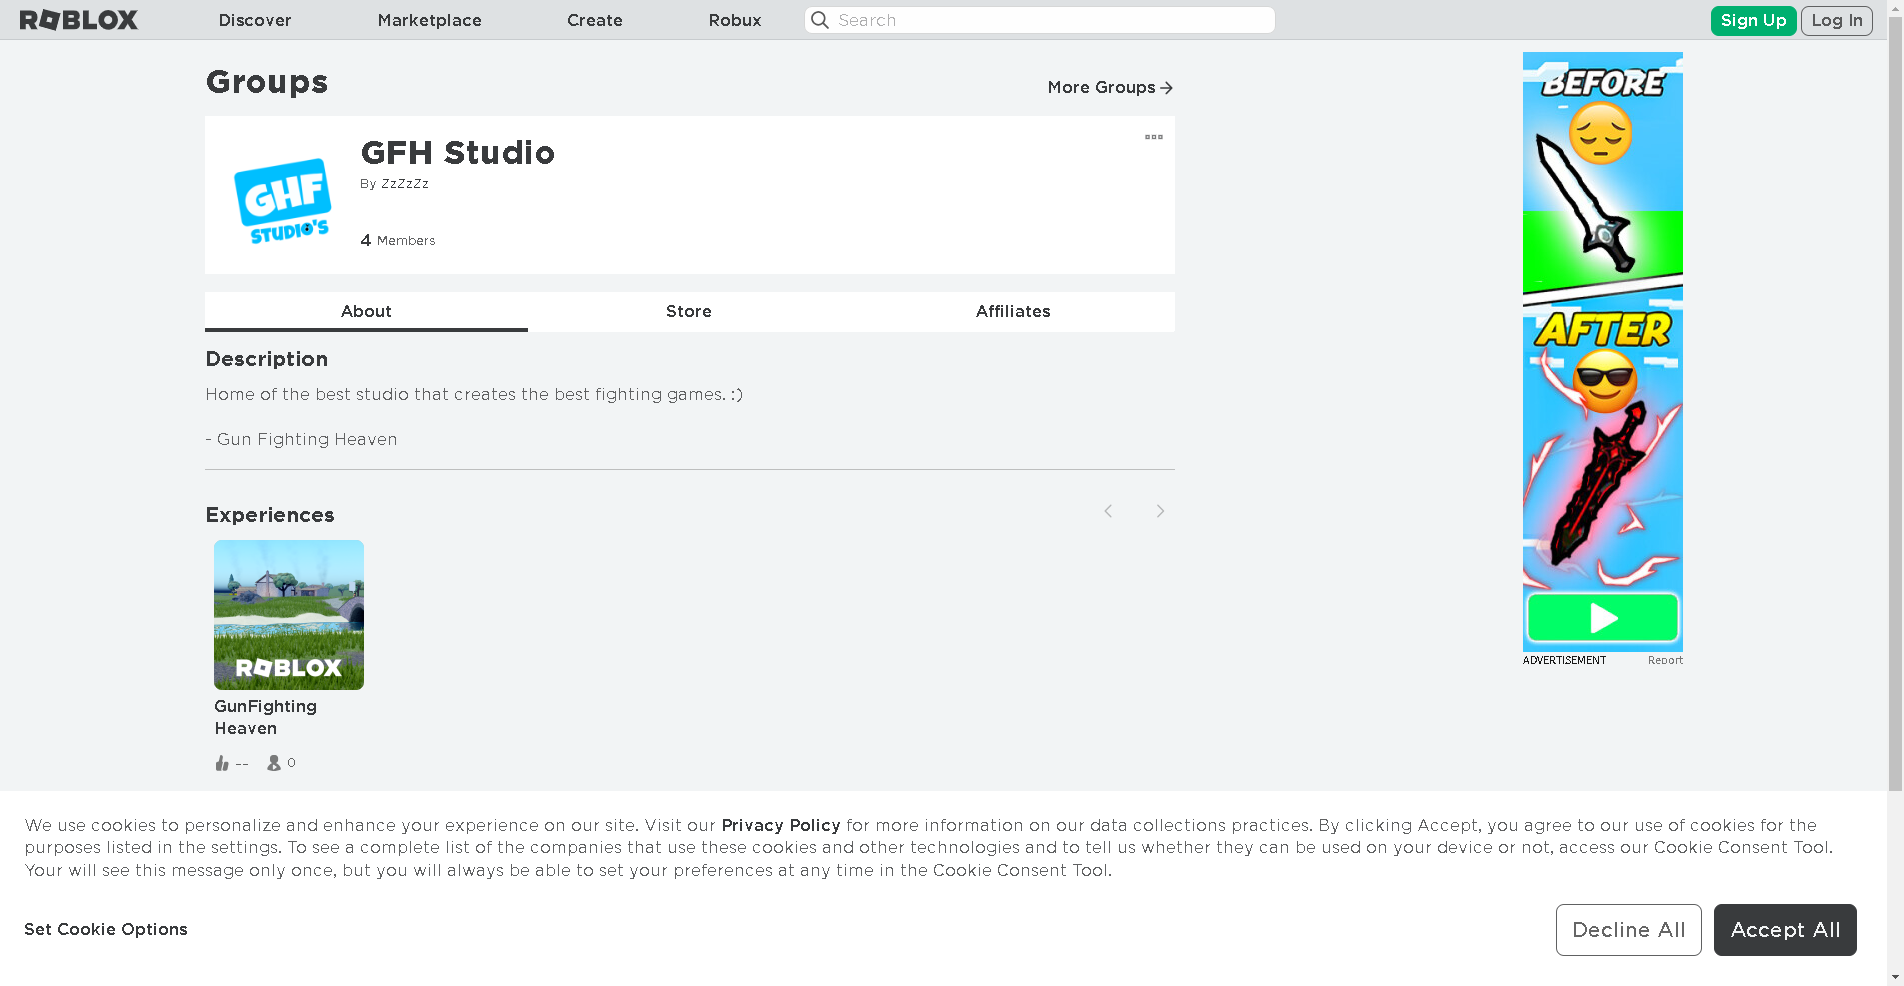 ROBLOX
Discover
Marketplace
Create
Robux
Search
Sign Up
Log In
Groups
More Groups
GHF
STUDIO'S
GFH Studio
By ZzZzZz
4 Members
About
Store
Affiliates
Description
Home of the best studio that creates the best fighting games. :)
- Gun Fighting Heaven
Experiences
ROBLOX
GunFighting
Heaven
--
0
BEFORE
AFTER
ADVERTISEMENT
Report
We use cookies to personalize and enhance your experience on our site. Visit our Privacy Policy for more information on our data collections practices. By clicking Accept, you agree to our use of cookies for the
purposes listed in the settings. To see a complete list of the companies that use these cookies and other technologies and to tell us whether they can be used on your device or not, access our Cookie Consent Tool.
Your will see this message only once, but you will always be able to set your preferences at any time in the Cookie Consent Tool.
Set Cookie Options
Decline All
Accept All